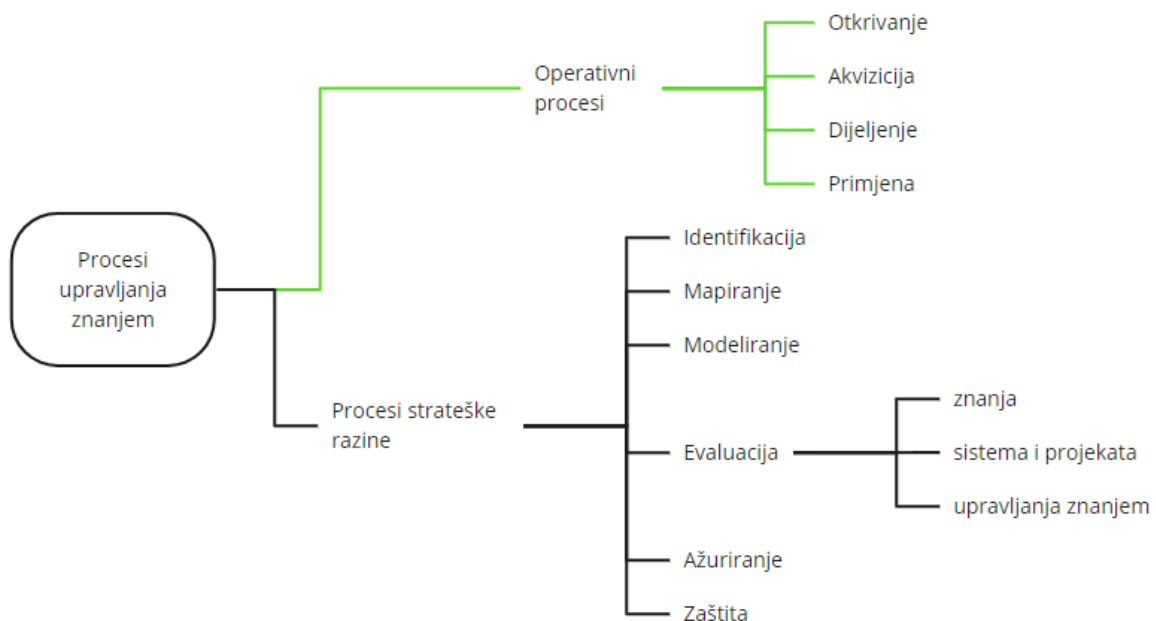 Procesi
upravljanja
znanjem
Operativni
procesi
Otkrivanje
Akvizicija
Dijeljenje
Primjena
Procesi strateške
razine
Identifikacija
Mapiranje
Modeliranje
Evaluacija
znanja
sistema i projekata
upravljanja znanjem
Ažuriranje
Zaštita